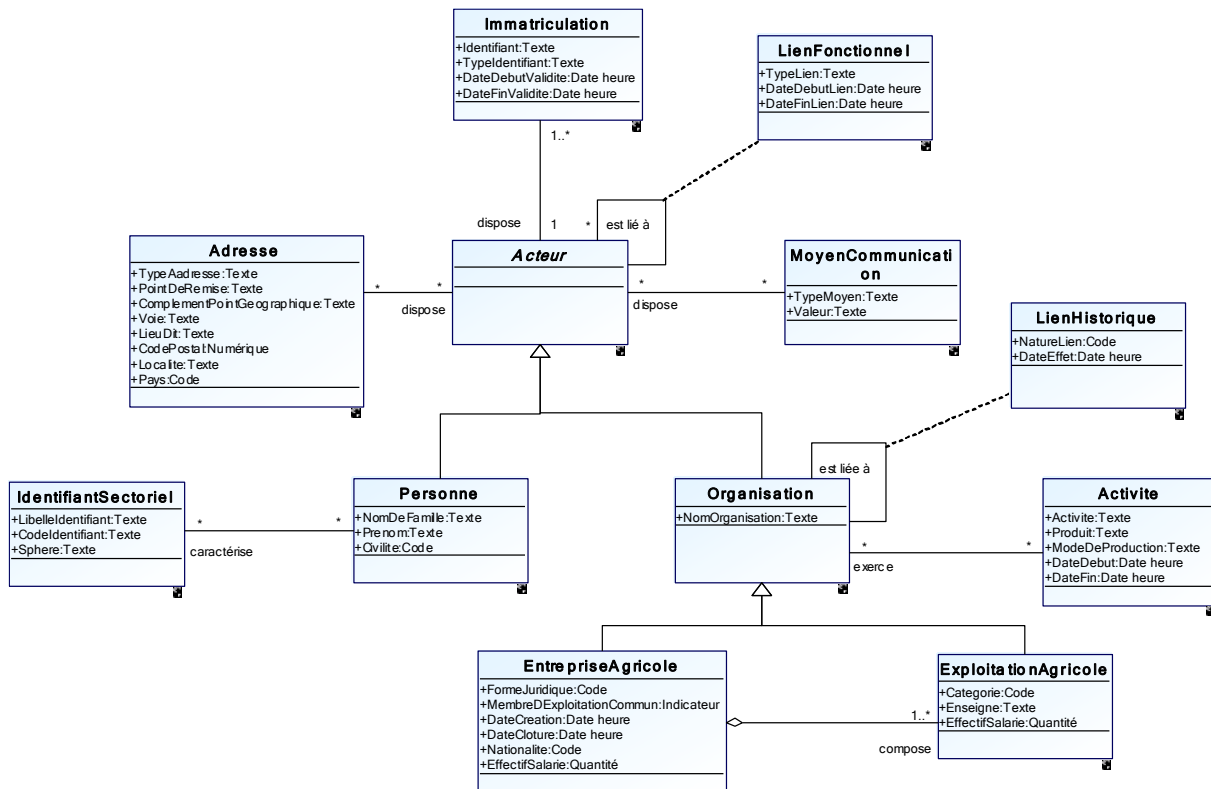 Immatriculation
+Identifiant:Texte
+TypeIdentifiant:Texte
+DateDebutValidite:Date heure
+DateFinValidite:Date heure
LienFonctionnel
+TypeLien:Texte
+DateDebutLien:Date heure
+DateFinLien:Date heure
1..*
dispose
1
*
est lié à
Adresse
+TypeAadresse:Texte
+PointDeRemise:Texte
+ComplementPointGeographique:Texte
+Voie:Texte
+LieuDit:Texte
+CodePostal:Numérique
+Localite:Texte
+Pays:Code
*
*
dispose
Acteur
*
*
dispose
MoyenCommunicati
on
+TypeMoyen:Texte
+Valeur:Texte
LienHistorique
+NatureLien:Code
+DateEffet:Date heure
est liée à
IdentifiantSectoriel
+LibelleIdentifiant:Texte
+CodeIdentifiant:Texte
+Sphere:Texte
*
*
caractérise
Personne
+NomDeFamille:Texte
+Prenom:Texte
+Civilite:Code
Organisation
+NomOrganisation:Texte
*
*
exerce
Activite
+Activite:Texte
+Produit:Texte
+ModeDeProduction:Texte
+DateDebut:Date heure
+DateFin:Date heure
EntrepriseAgricole
+FormeJuridique:Code
+MembreDExploitationCommun:Indicateur
+DateCreation:Date heure
+DateCloture:Date heure
+Nationalite:Code
+EffectifSalarie:Quantité
1..*
compose
ExploitationAgricole
+Categorie:Code
+Enseigne:Texte
+EffectifSalarie:Quantité